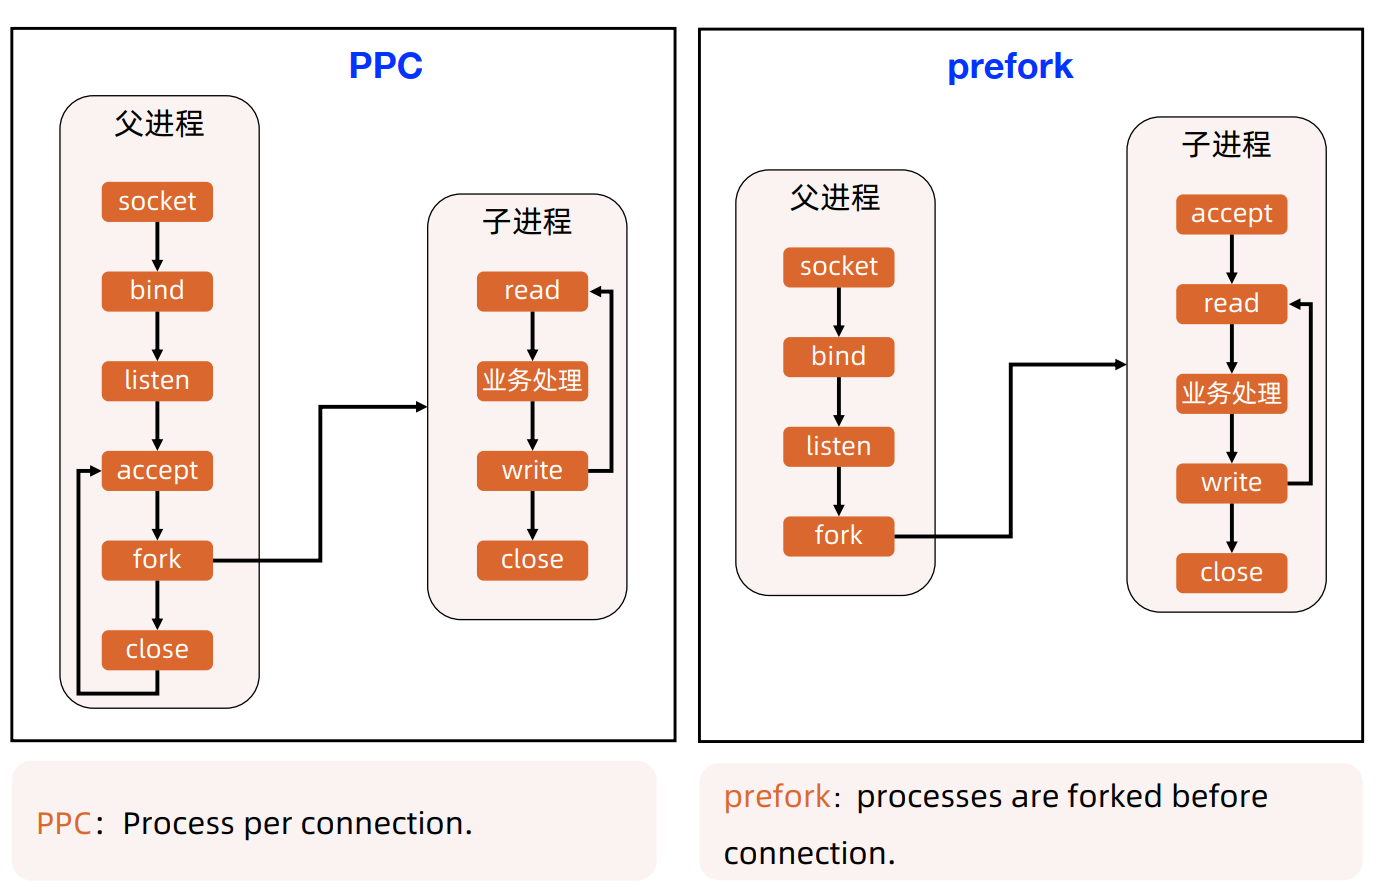 PPC
父进程
socket
bind
listen
accept
fork
close
子进程
read
业务处理
write
close
PPC：Process per connection.
prefork
父进程
socket
bind
listen
fork
子进程
accept
read
业务处理
write
close
prefork：processes are forked before
connection.